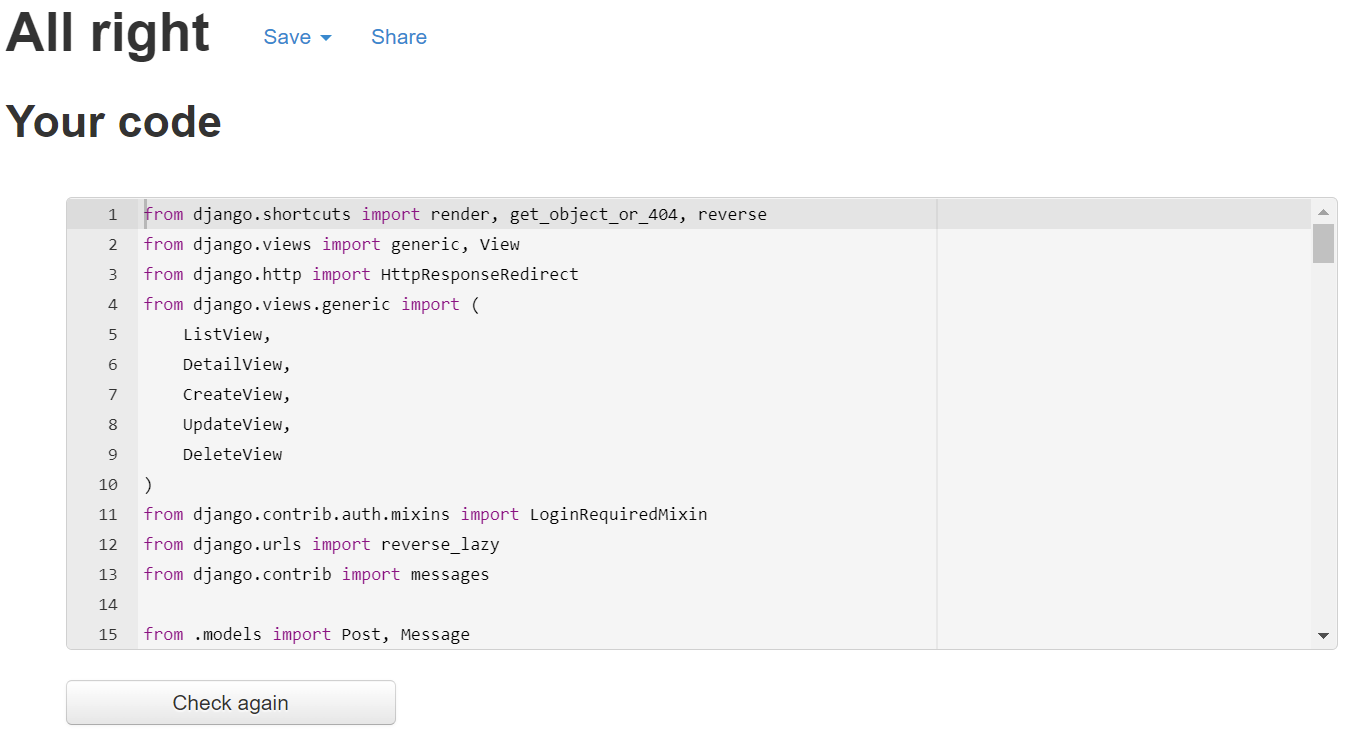 All right Save Share
Your code
1 from django.shortcuts import render, get_object_or_404, reverse
2 from django.views import generic, View
3 from django.http import HttpResponseRedirect
4 from django.views.generic import (
5     ListView,
6     DetailView,
7     CreateView,
8     UpdateView,
9     DeleteView
10 )
11 from django.contrib.auth.mixins import LoginRequiredMixin
12 from django.urls import reverse_lazy
13 from django.contrib import messages
14
15 from .models import Post, Message
Check again